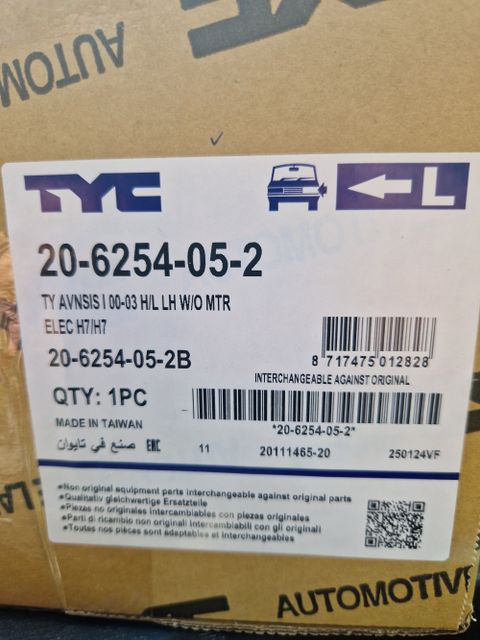 AUTOMO
TYC
L
20-6254-05-2
TY AVNSIS I 00-03 H/L LH W/O MTR
ELEC H7/H7
20-6254-05-2B
8 717475 012828
INTERCHANGEABLE AGAINST ORIGINAL
QTY: 1PC
*20-6254-05-2*
MADE IN TAIWAN
صنع في تايوان EAC 11 20111465-20 250124VF
*Non original equipment parts interchangeable against original parts
*Qualitativ gleichwertige Ersatzteile
*Piezas no originales intercambiables con piezas originales
*Parti di ricambio non originali intercambiabili con gli originali
*Toutes nos pièces sont adaptables et interchangeables
AUTOMOTIVE